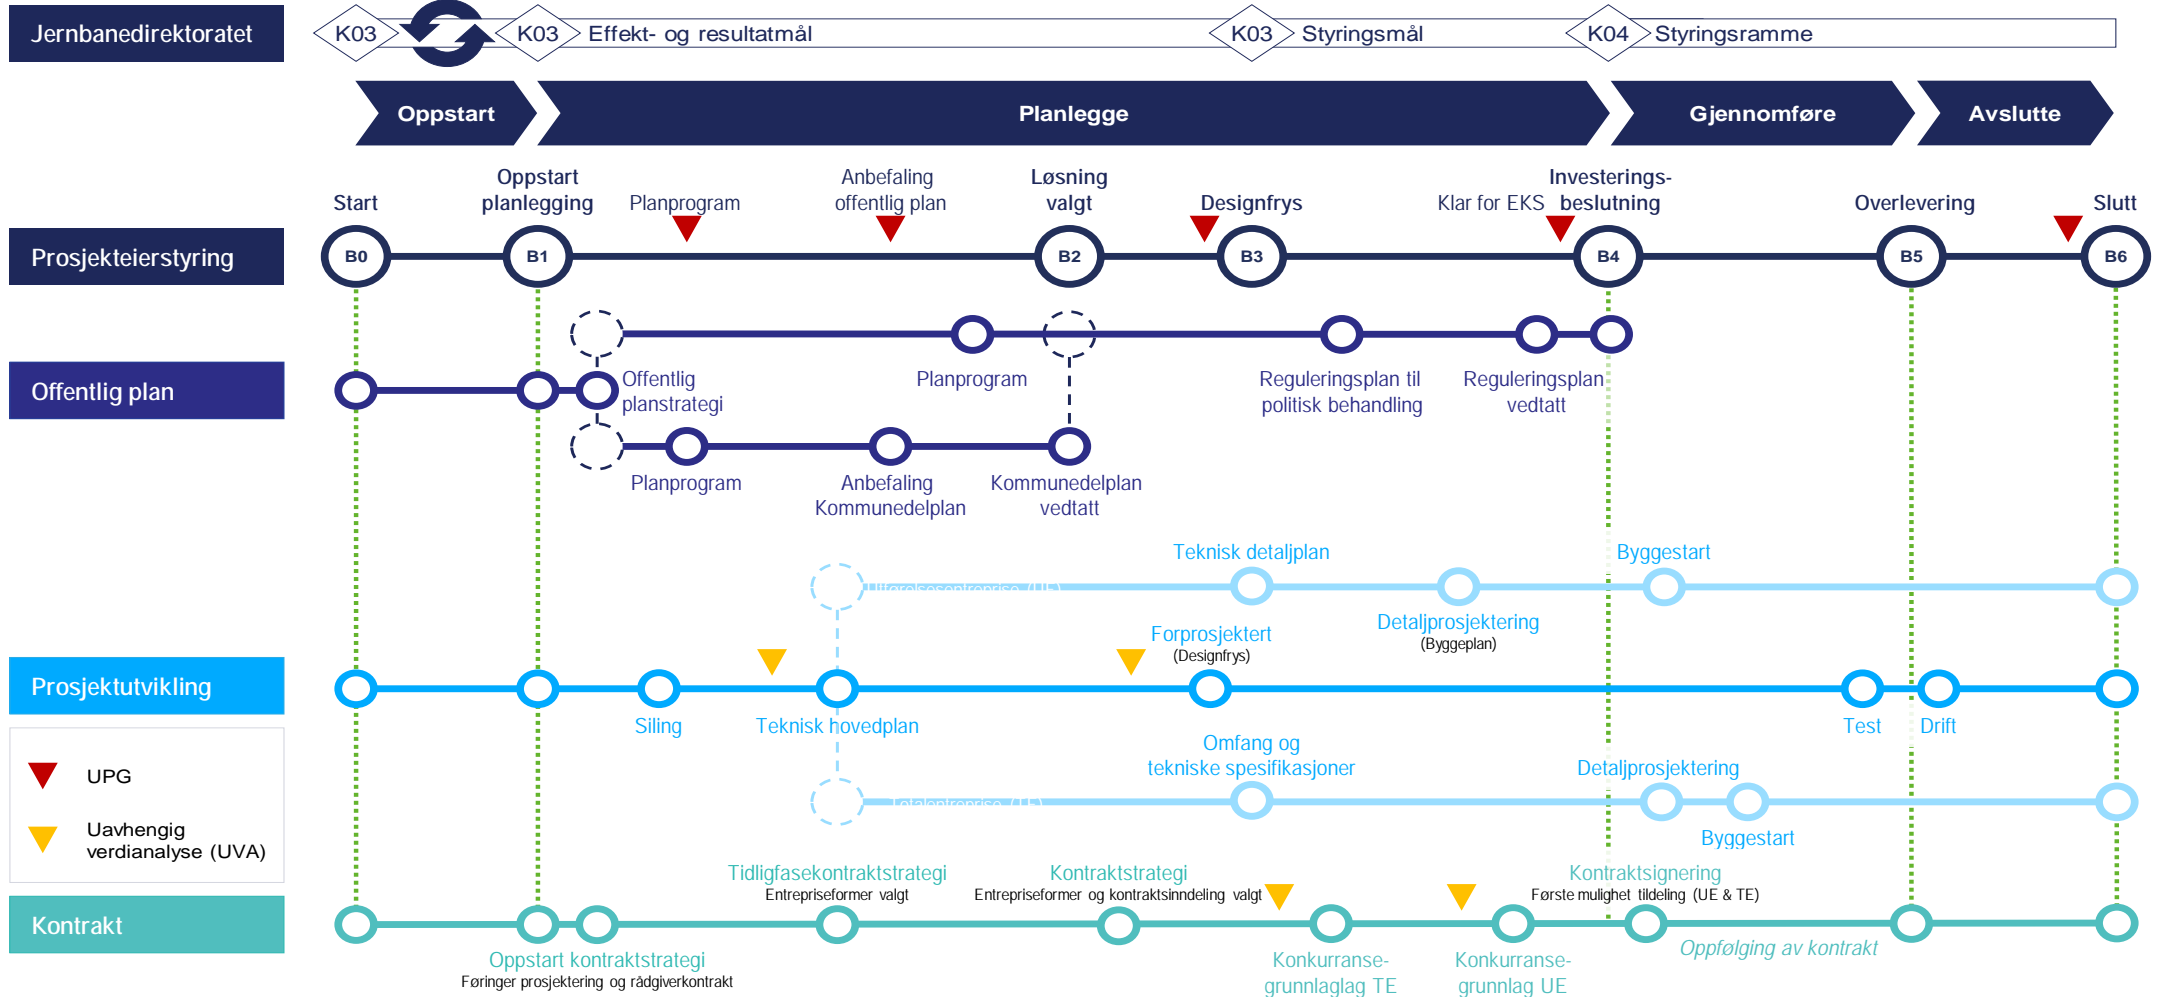 Jernbanedirektoratet
K03
K03
Effekt- og resultatmål
K03
Styringsmål
K04
Styringsramme
Oppstart
Planlegge
Gjennomføre
Avslutte
Start
Oppstart
planlegging
Planprogram
Anbefaling
offentlig plan
Løsning
valgt
Designfrys
Klar for EKS
Investerings-
beslutning
Overlevering
Slutt
Prosjekteierstyring
B0
B1
B2
B3
B4
B5
B6
Offentlig plan
Offentlig
planstrategi
Planprogram
Reguleringsplan til
politisk behandling
Reguleringsplan
vedtatt
Planprogram
Anbefaling
Kommunedelplan
Kommunedelplan
vedtatt
Teknisk detaljplan
Byggestart
Utførelsesentreprise (UE)
Detaljprosjektering
(Byggeplan)
Forprosjektert
(Designfrys)
Prosjektutvikling
Siling
Teknisk hovedplan
Test
Drift
Omfang og
tekniske spesifikasjoner
Detaljprosjektering
Totalentreprise (TE)
Byggestart
UPG
Uavhengig
verdianalyse (UVA)
Tidligfasekontraktstrategi
Entrepriseformer valgt
Kontraktstrategi
Entrepriseformer og kontraktsinndeling valgt
Kontraktsignering
Første mulighet tildeling (UE & TE)
Kontrakt
Oppstart kontraktstrategi
Føringer prosjektering og rådgiverkontrakt
Konkurranse-
grunnlaglag TE
Konkurranse-
grunnlag UE
Oppfølging av kontrakt